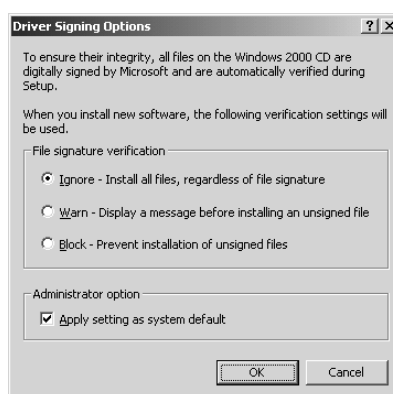 Driver Signing Options
To ensure their integrity, all files on the Windows 2000 CD are
digitally signed by Microsoft and are automatically verified during
Setup.
When you install new software, the following verification settings will
be used.
File signature verification
Ignore - Install all files, regardless of file signature
Warn - Display a message before installing an unsigned file
Block - Prevent installation of unsigned files
Administrator option
Apply setting as system default
OK Cancel